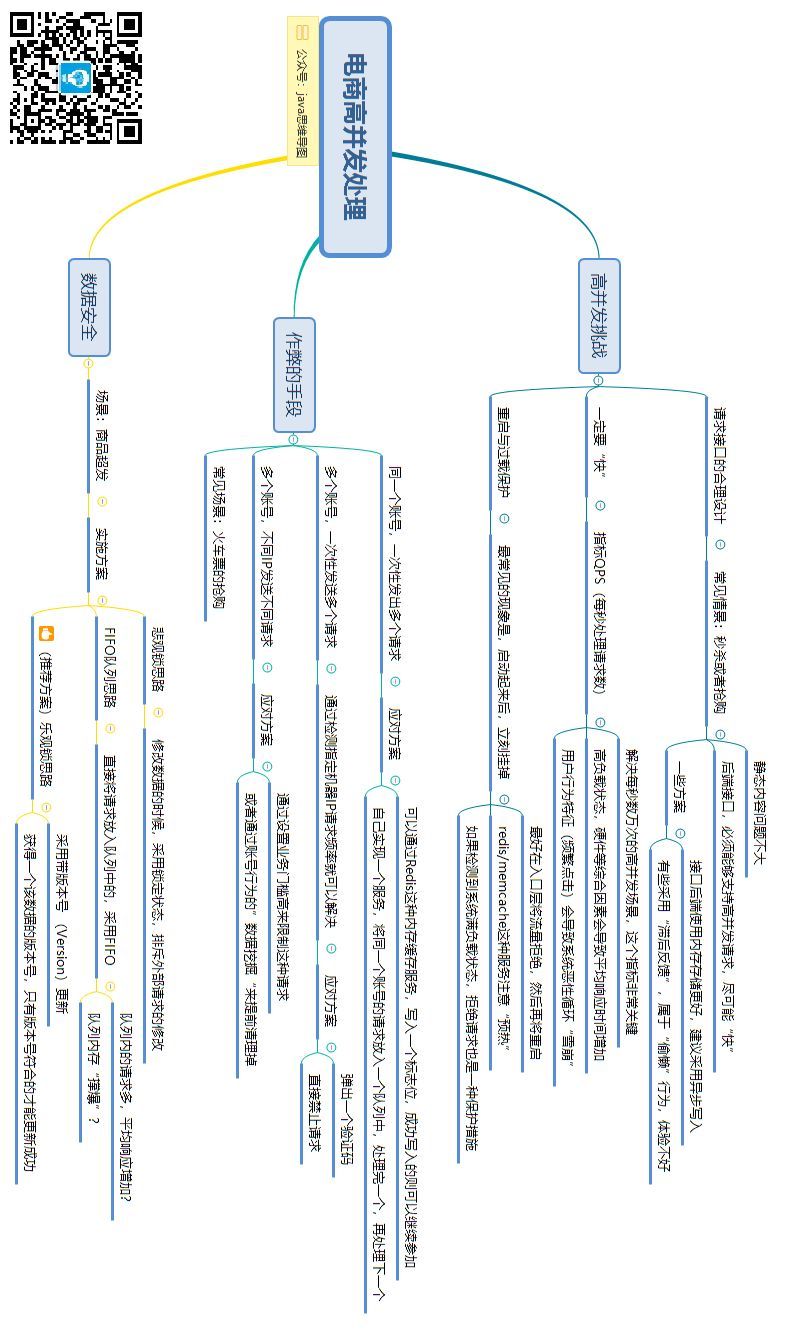 静态内容问题不大
请求接口的合理设计
常见情景：秒杀或者抢购
后端接口，必须能够支持高并发请求，尽可能“快”
一些方案
接口后端使用内存存储更好，建议采用异步写入
有些采用“滞后反馈”，属于“偷懒”行为，体验不好
高并发挑战
一定要“快”
指标QPS（每秒处理请求数）
解决每秒数万次的高并发场景，这个指标非常关键
高负载状态，硬件等综合因素会导致平均响应时间增加
用户行为特征（频繁点击）会导致系统恶性循环“雪崩”
重启与过载保护
最常见的现象是，启动起来后，立刻挂掉
最好在入口层将流量拒绝，然后再将重启
redis/memcache这种服务注意“预热”
如果检测到系统满负载状态，拒绝请求也是一种保护措施
电商高并发处理
公众号：java思维导图
作弊的手段
同一个账号，一次性发出多个请求
应对方案
可以通过Redis这种内存缓存服务，写入一个标志位，成功写入的则可以继续参加
自己实现一个服务，将同一个账号的请求放入一个队列中，处理完一个，再处理下一个
多个账号，一次性发送多个请求
通过检测指定机器IP请求频率就可以解决
应对方案
弹出一个验证码
直接禁止请求
多个账号，不同IP发送不同请求
应对方案
通过设置业务门槛高来限制这种请求
或者通过账号行为的”数据挖掘“来提前清理掉
常见场景：火车票的抢购
数据安全
场景：商品超发
实施方案
悲观锁思路
修改数据的时候，采用锁定状态，排斥外部请求的修改
FIFO队列思路
直接将请求放入队列中的，采用FIFO
队列内的请求多，平均响应增加？
队列内存“撑爆”？
（推荐方案）乐观锁思路
采用带版本号 （Version）更新
获得一个该数据的版本号，只有版本号符合的才能更新成功